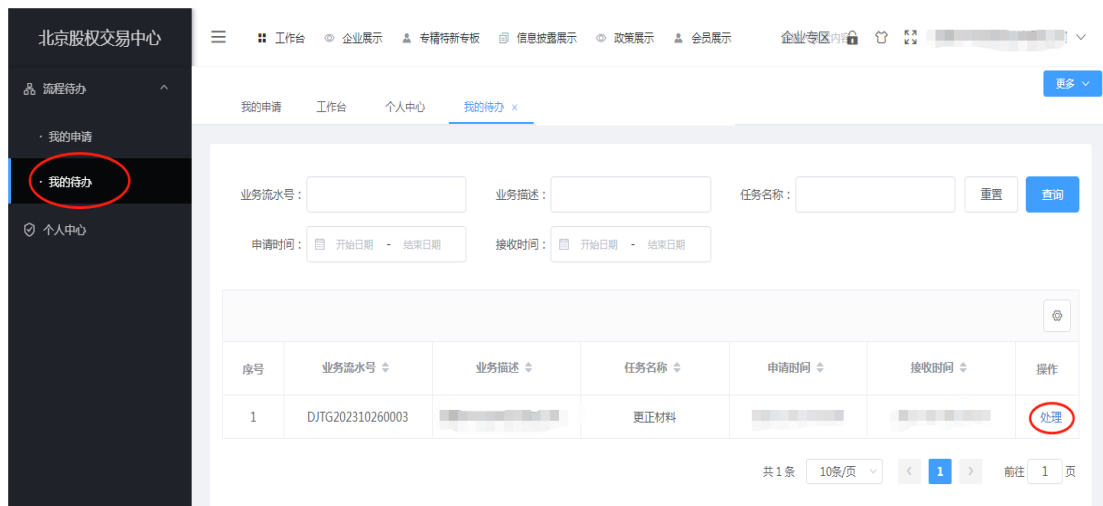 北京股权交易中心
工作台 企业展示 专精特新专板 信息披露展示 政策展示 会员展示 企业专区
流程待办
· 我的申请
· 我的待办
个人中心
我的申请 工作台 个人中心 我的待办 ×
更多
业务流水号： 业务描述： 任务名称： 重置 查询
申请时间： 开始日期 - 结束日期 接收时间： 开始日期 - 结束日期
序号 业务流水号 业务描述 任务名称 申请时间 接收时间 操作
1 DJTG202310260003 更正材料 处理
共 1 条 10条/页 < 1 > 前往 1 页